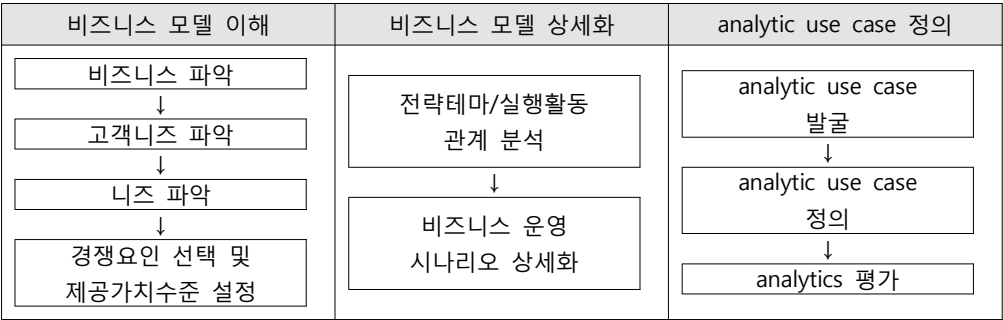 비즈니스 모델 이해
비즈니스 파악
↓
고객니즈 파악
↓
니즈 파악
↓
경쟁요인 선택 및
제공가치수준 설정
비즈니스 모델 상세화
전략테마/실행활동
관계 분석
↓
비즈니스 운영
시나리오 상세화
analytic use case 정의
analytic use case
발굴
↓
analytic use case
정의
↓
analytics 평가